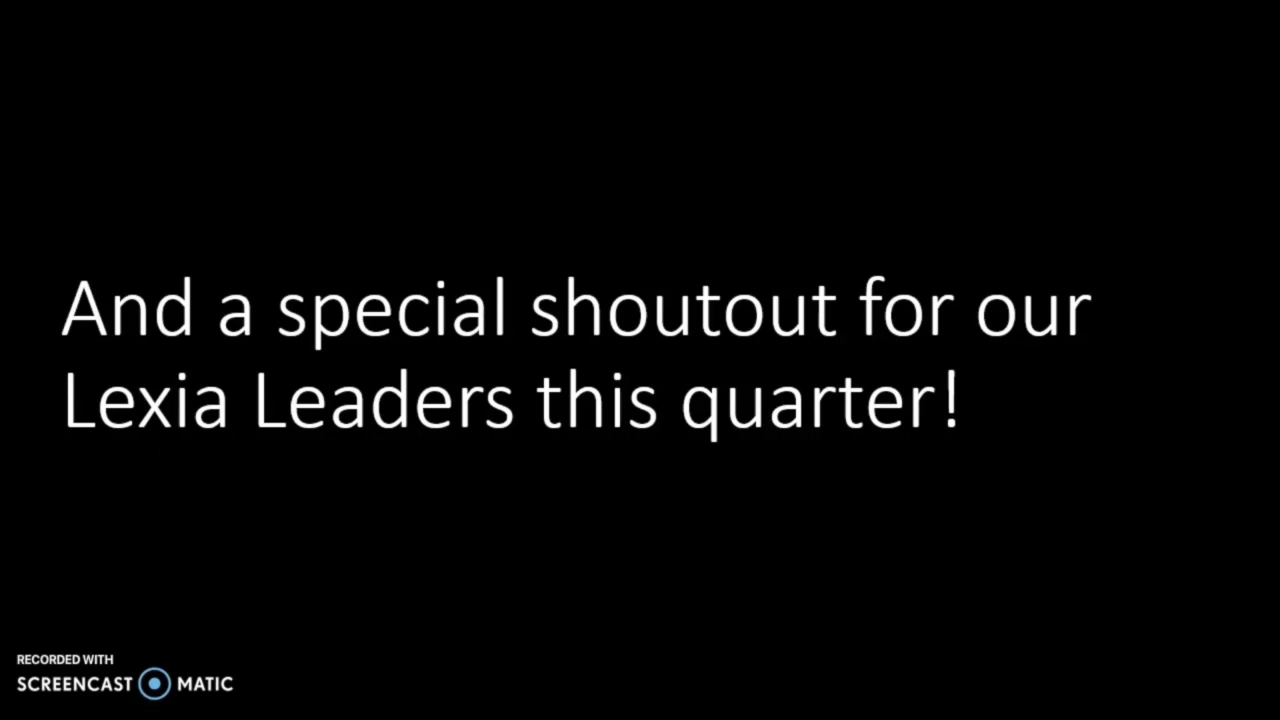 And a special shoutout for our
Lexia Leaders this quarter!
RECORDED WITH
SCREENCAST MATIC